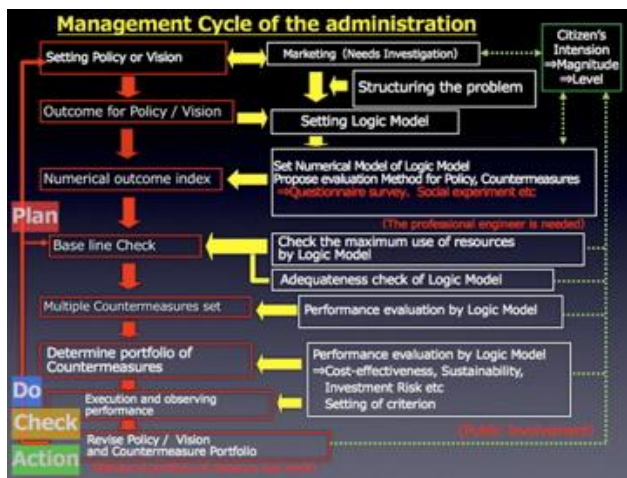 Management Cycle of the administration
Setting Policy or Vision
Marketing (Needs Investigation)
Citizen's
Intension
⇒Magnitude
⇒Level
Structuring the problem
Outcome for Policy / Vision
Setting Logic Model
Numerical outcome index
Set Numerical Model of Logic Model
Propose evaluation Method for Policy, Countermeasures
⇒Questionnaire survey, Social experiment etc
(The professional engineer is needed)
Plan
Base line Check
Check the maximum use of resources
by Logic Model
Adequateness check of Logic Model
Multiple Countermeasures set
Performance evaluation by Logic Model
Determine portfolio of
Countermeasures
Performance evaluation by Logic Model
⇒Cost-effectiveness, Sustainability,
Investment Risk etc
Setting of criterion
Do
Execution and observing
performance
Check
(Public Involvement)
Action
Revise Policy / Vision
and Countermeasure Portfolio